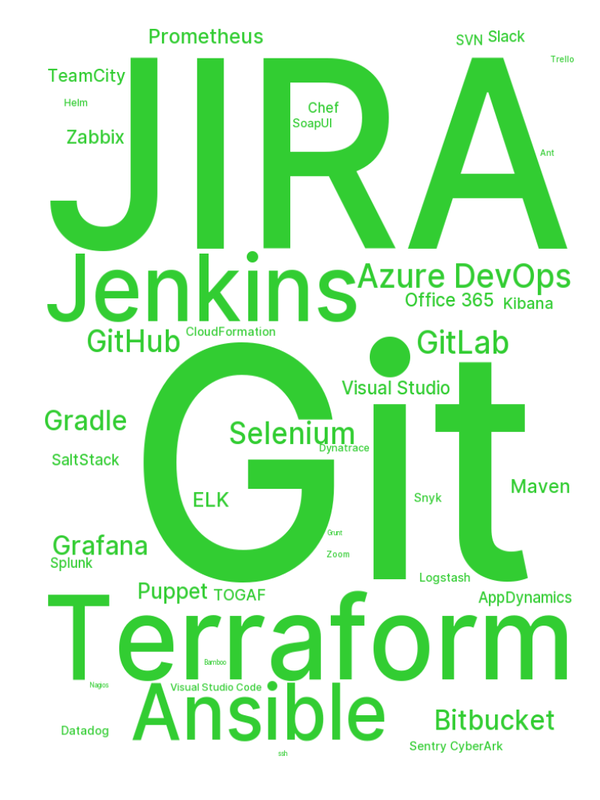 Prometheus
SVN Slack
Trello
TeamCity
Helm
Chef
SoapUI
Zabbix
Ant
JIRA
Jenkins
Azure DevOps
Office 365 Kibana
CloudFormation
GitHub
GitLab
Visual Studio
Gradle
Selenium
Dynatrace
SaltStack
Git
Maven
ELK
Snyk
Grunt
Grafana
Zoom
Splunk
Logstash
Puppet TOGAF
AppDynamics
Terraform
Bamboo
Nagios
Visual Studio Code
Ansible
Bitbucket
Datadog
Sentry CyberArk
ssh